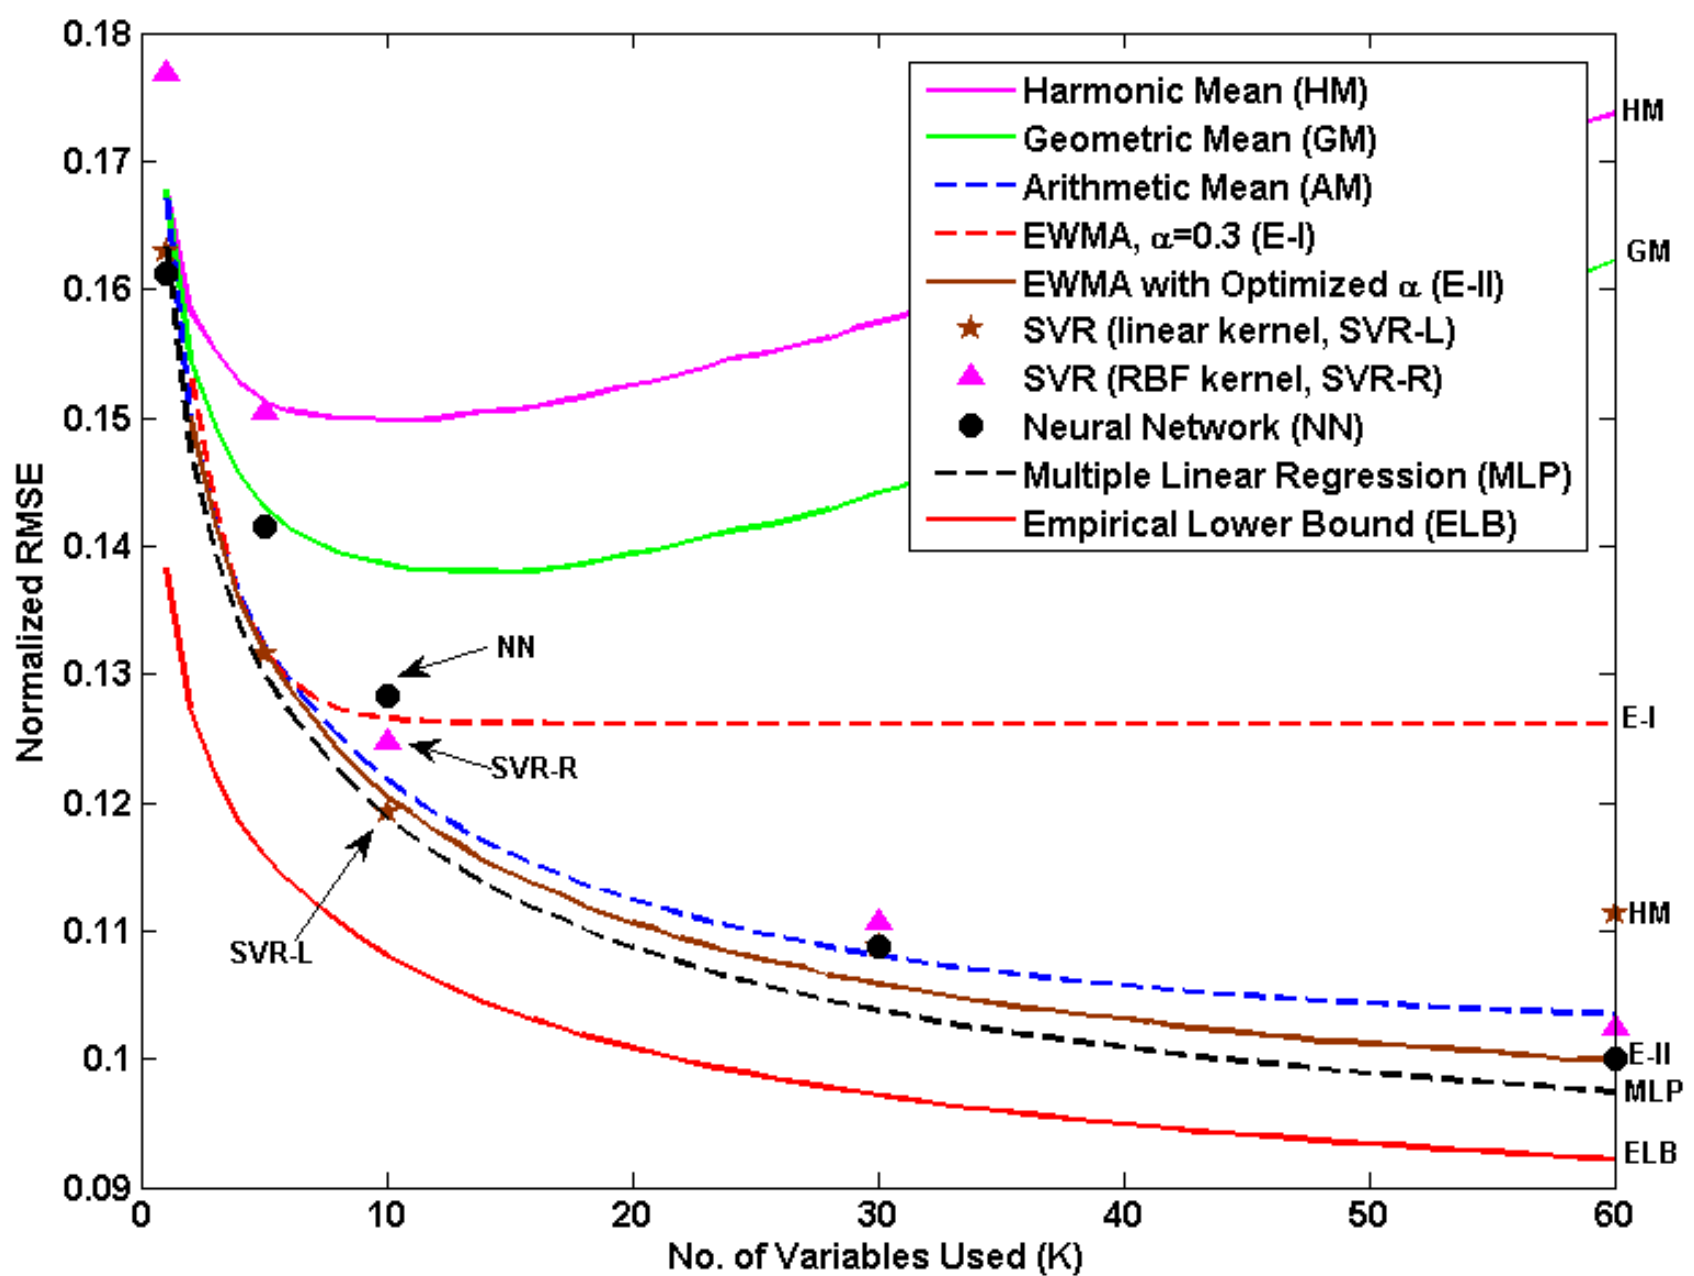 0.18
0.17
0.16
0.15
0.14
0.13
0.12
0.11
0.1
0.09
Normalized RMSE
0
10
20
30
40
50
60
No. of Variables Used (K)
Harmonic Mean (HM)
Geometric Mean (GM)
Arithmetic Mean (AM)
EWMA, α=0.3 (E-I)
EWMA with Optimized α (E-II)
SVR (linear kernel, SVR-L)
SVR (RBF kernel, SVR-R)
Neural Network (NN)
Multiple Linear Regression (MLP)
Empirical Lower Bound (ELB)
NN
SVR-R
SVR-L
HM
GM
E-I
HM
E-II
MLP
ELB